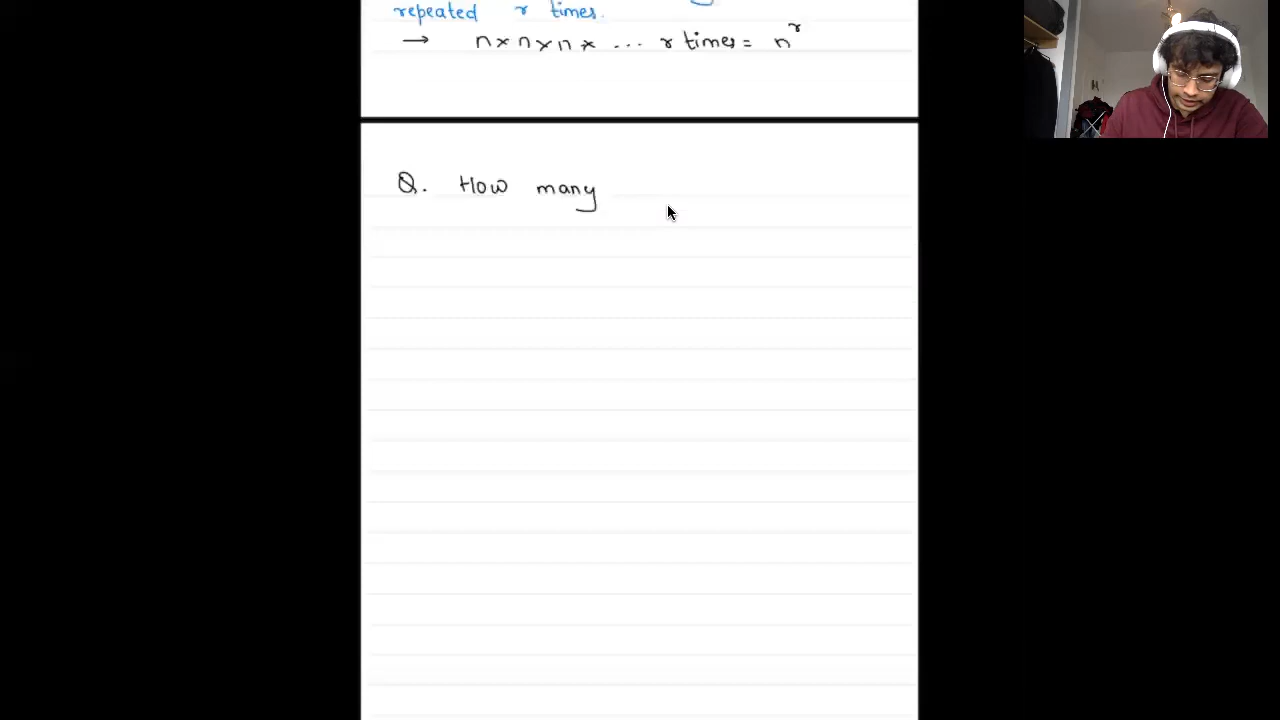 repeated r times.
→ n × n × n × ... r times = n^r
Q. How many